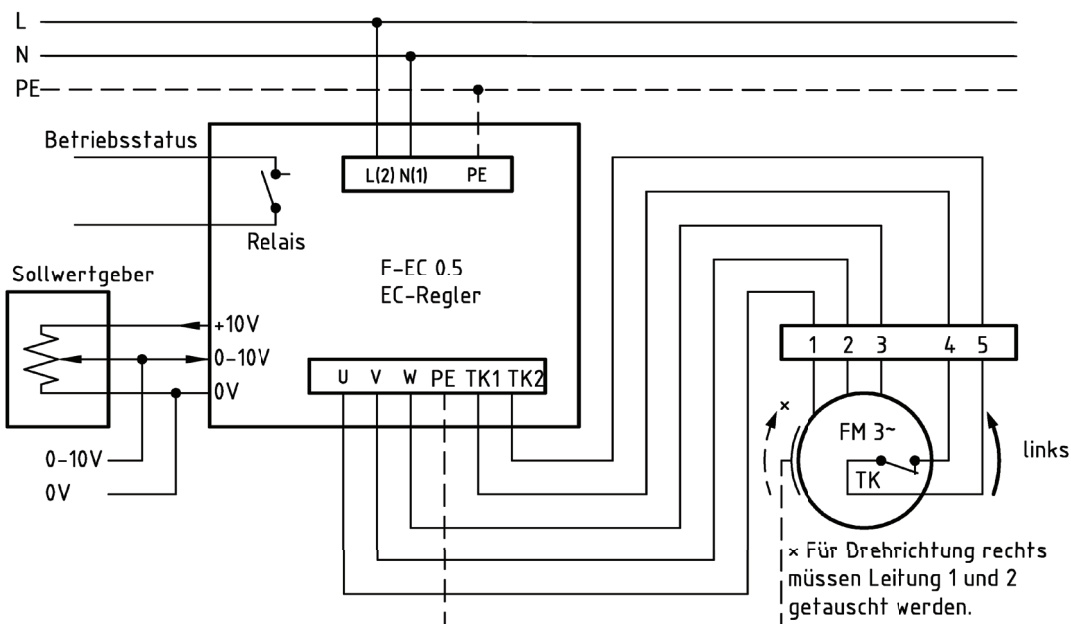 L
N
PE
Betriebsstatus
L(2) N(1) PE
Relais
F-EC 0.5
EC-Regler
Sollwertgeber
+10V
0-10V
0V
U V W PE TK1 TK2
0-10V
0V
1 2 3 4 5
×
FM 3~
TK
links
× Für Drehrichtung rechts
müssen Leitung 1 und 2
getauscht werden.